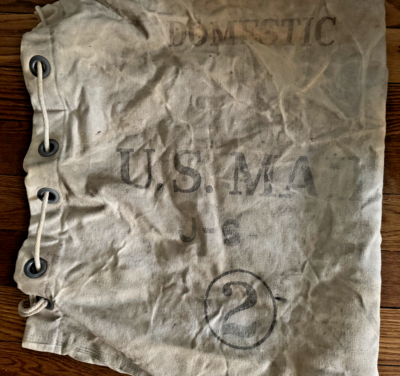 DOMESTIC
U.S. MA
J-S
2